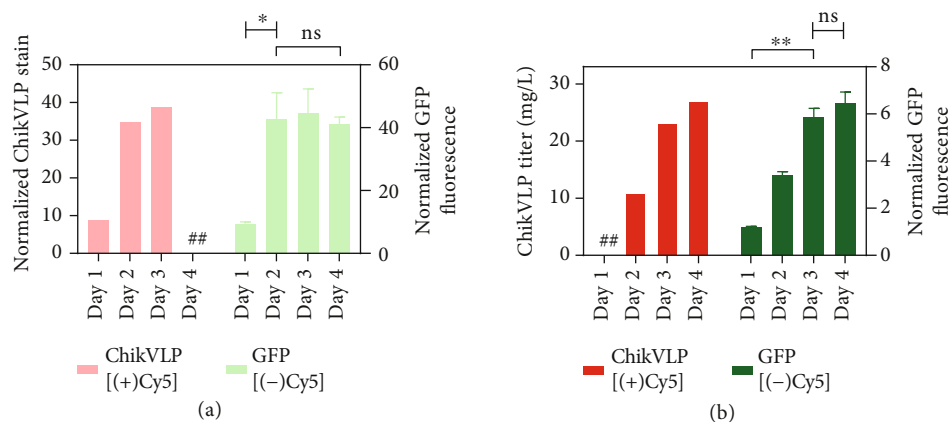 *
ns
50
40
30
20
10
0
Normalized ChikVLP stain
60
40
20
0
Normalized GFP
fluorescence
##
Day 1
Day 2
Day 3
Day 4
Day 1
Day 2
Day 3
Day 4
ChikVLP
[(+)Cy5]
GFP
[(−)Cy5]
(a)
ns
**
30
20
10
0
ChikVLP titer (mg/L)
8
6
4
2
0
Normalized GFP
fluorescence
##
Day 1
Day 2
Day 3
Day 4
Day 1
Day 2
Day 3
Day 4
ChikVLP
[(+)Cy5]
GFP
[(−)Cy5]
(b)